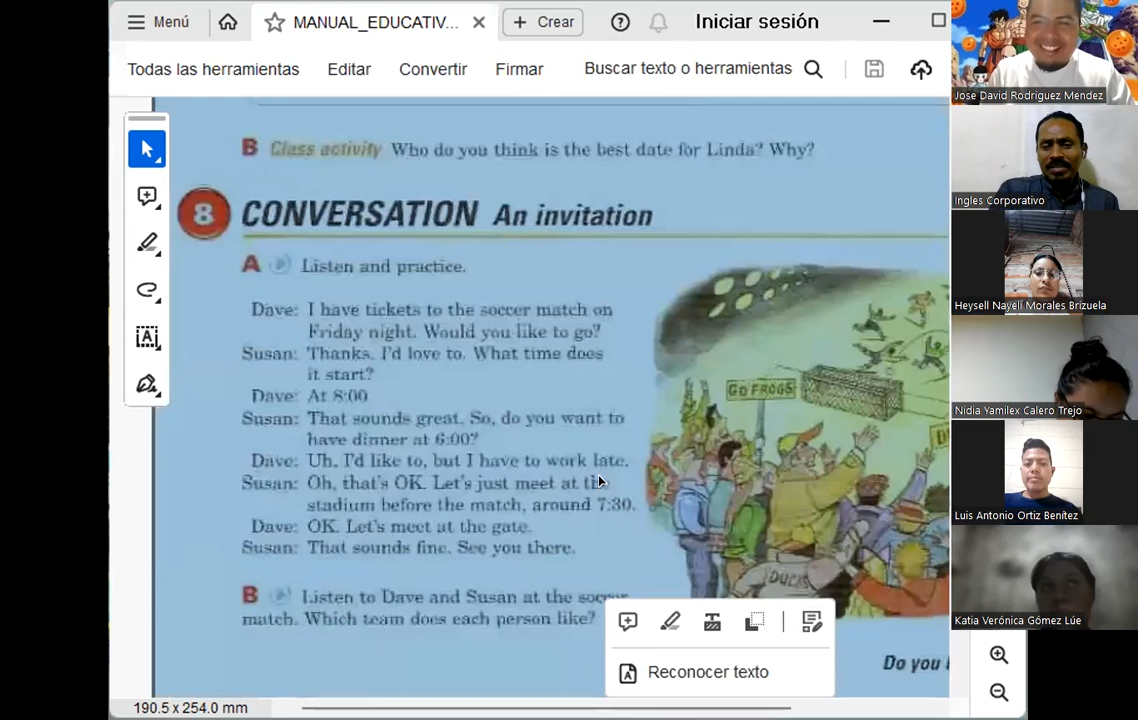 Menú
MANUAL_EDUCATIV...
Crear
Iniciar sesión
Todas las herramientas
Editar
Convertir
Firmar
Buscar texto o herramientas
B Class activity Who do you think is the best date for Linda? Why?
8 CONVERSATION An invitation
A Listen and practice.
Dave: I have tickets to the soccer match on
Friday night. Would you like to go?
Susan: Thanks. I'd love to. What time does
it start?
Dave: At 8:00
Susan: That sounds great. So, do you want to
have dinner at 6:00?
Dave: Uh, I'd like to, but I have to work late.
Susan: Oh, that's OK. Let's just meet at the
stadium before the match, around 7:30.
Dave: OK. Let's meet at the gate.
Susan: That sounds fine. See you there.
B Listen to Dave and Susan at the soccer
match. Which team does each person like?
GO FROGS
DUCKS
Do you
Reconocer texto
190.5 x 254.0 mm
Jose David Rodriguez Mendez
Ingles Corporativo
Heysell Nayeli Morales Brizuela
Nidia Yamilex Calero Trejo
Luis Antonio Ortiz Benítez
Katia Verónica Gómez Lúe